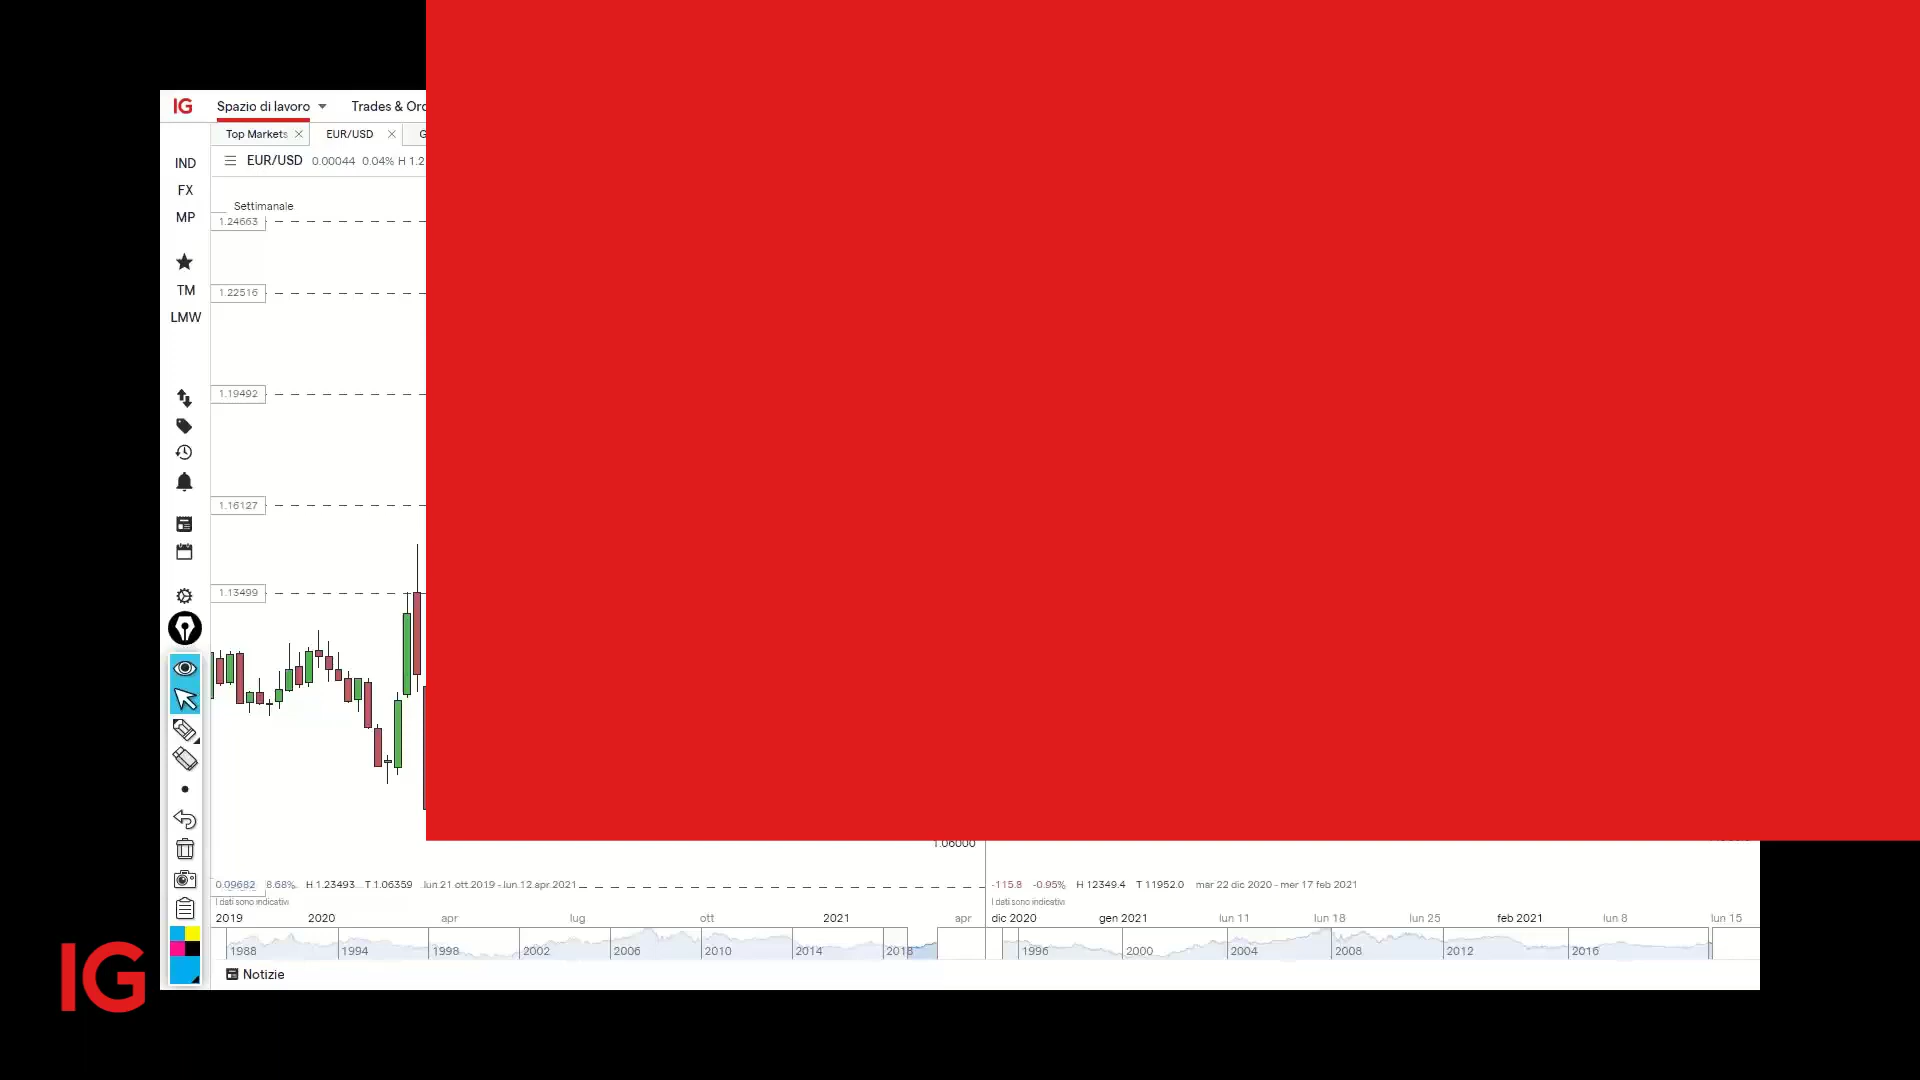 IG Spazio di lavoro Trades & Ord
Top Markets EUR/USD G
EUR/USD 0.00044 0.04% H 1.2
IND
FX
MP
TM
LMW
Settimanale
1.24663
1.22516
1.19492
1.16127
1.13499
1.06000
0.09682 8.68% H 1.23493 T 1.06359 lun 21 ott 2019 - lun 12 apr 2021
-115.8 -0.95% H 12349.4 T 11952.0 mar 22 dic 2020 - mer 17 feb 2021
I dati sono indicativi
I dati sono indicativi
2019 2020 apr lug ott 2021 apr
dic 2020 gen 2021 lun 11 lun 18 lun 25 feb 2021 lun 8 lun 15
1988 1994 1998 2002 2006 2010 2014 2018
1996 2000 2004 2008 2012 2016
Notizie
IG